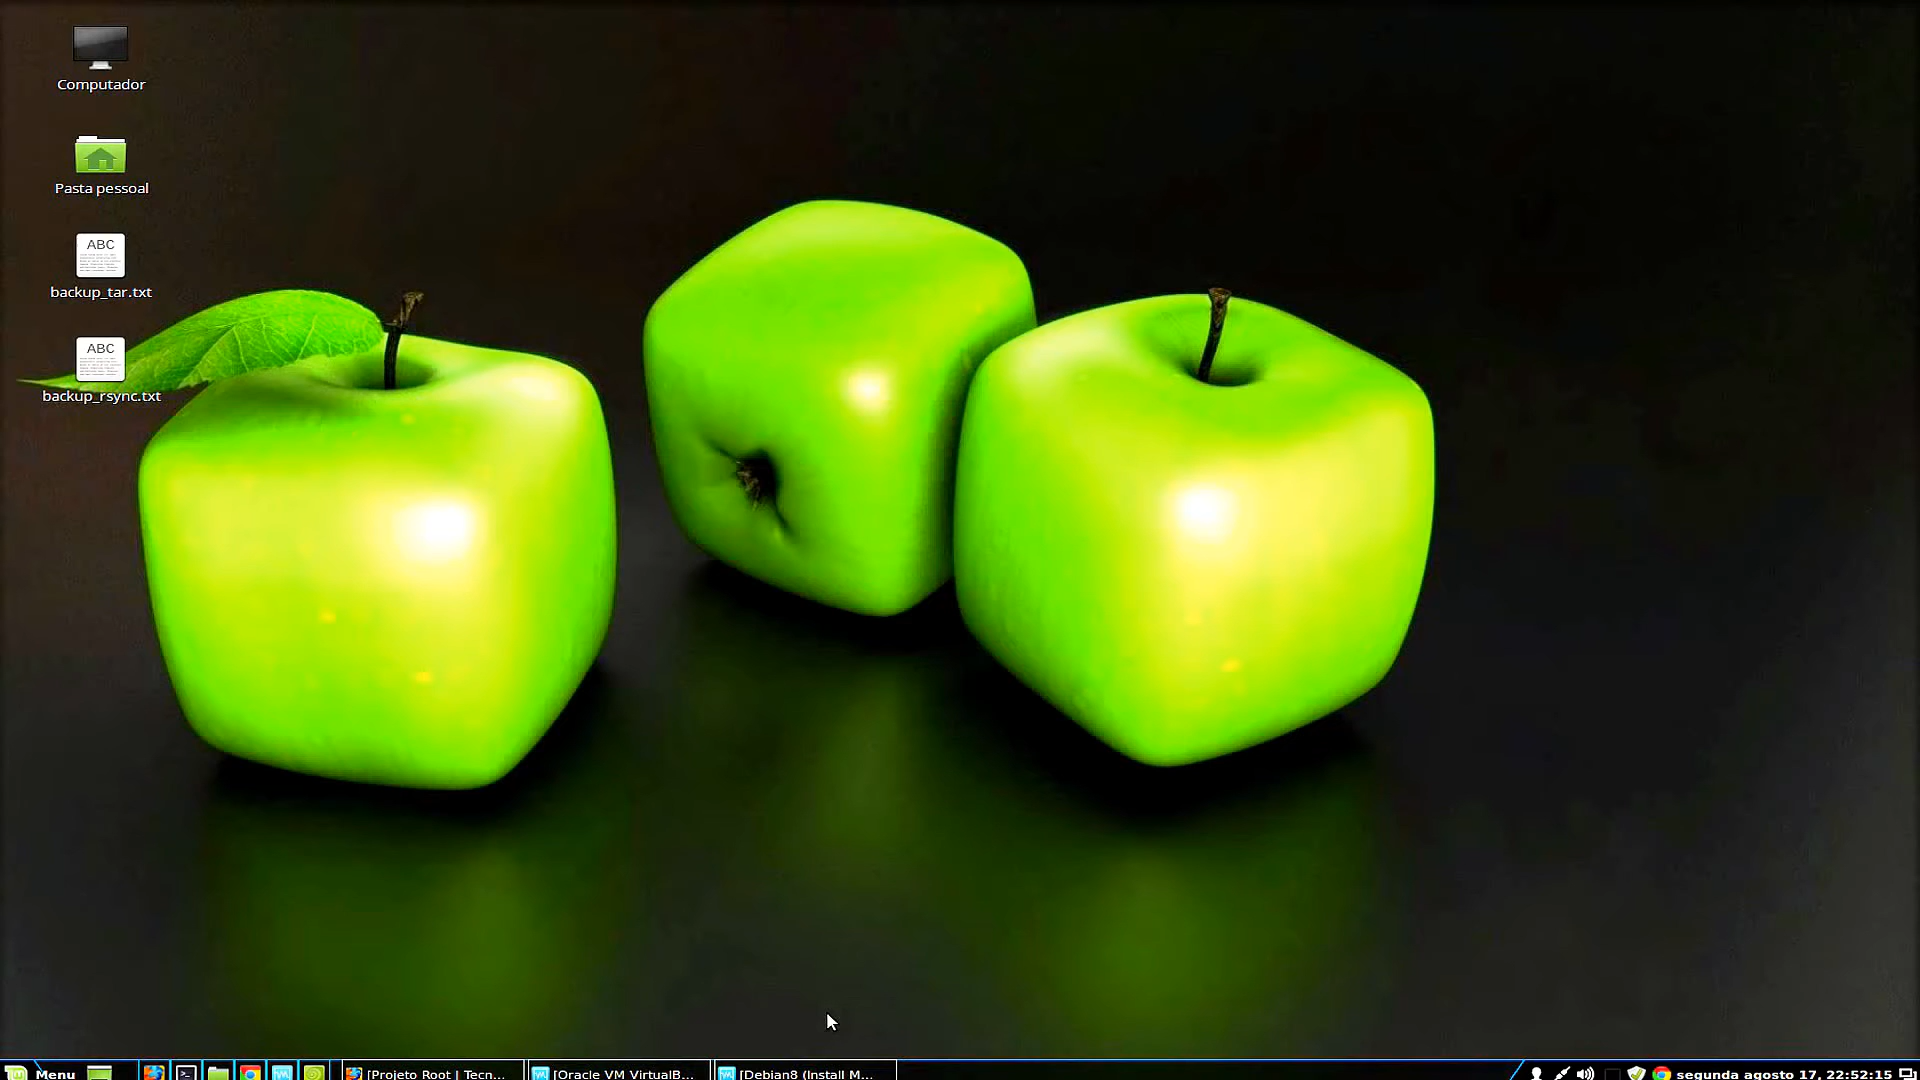 Computador
Pasta pessoal
ABC
backup_tar.txt
ABC
backup_rsync.txt
Menu
[Projeto Root | Tecn...
[Oracle VM VirtualB...
[Debian8 (Install M...
segunda agosto 17, 22:52:15